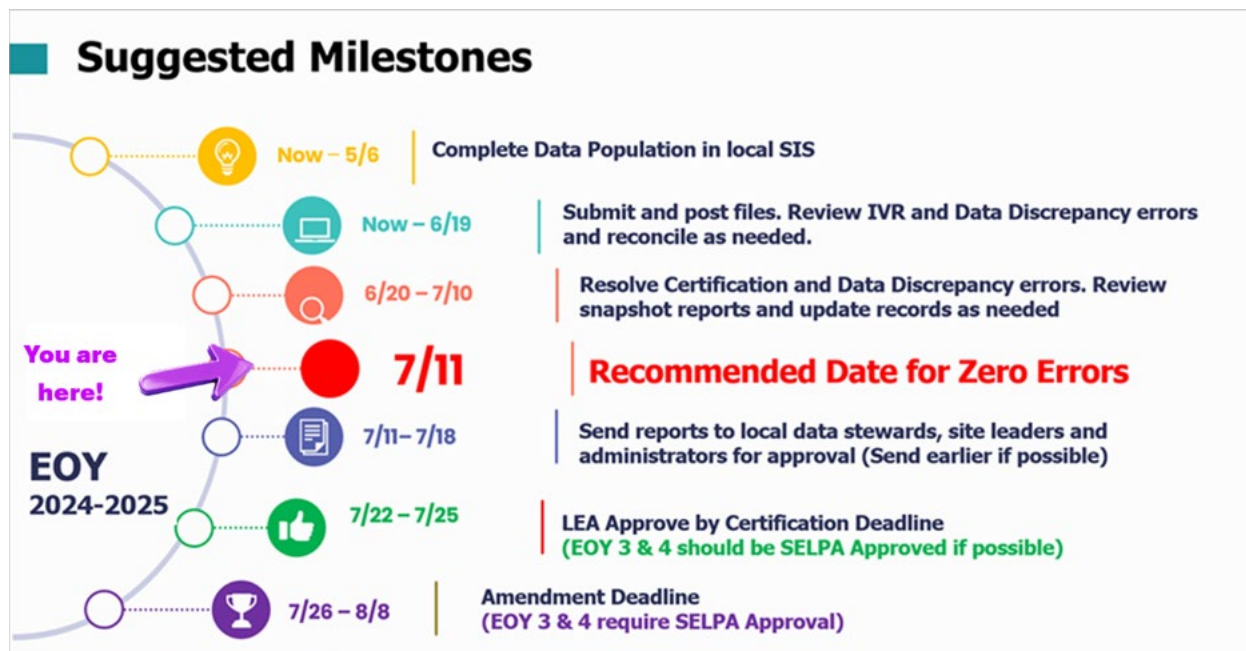 Suggested Milestones
Now – 5/6
Complete Data Population in local SIS
Now – 6/19
Submit and post files. Review IVR and Data Discrepancy errors
and reconcile as needed.
6/20 – 7/10
Resolve Certification and Data Discrepancy errors. Review
snapshot reports and update records as needed
You are
here!
7/11
Recommended Date for Zero Errors
7/11– 7/18
Send reports to local data stewards, site leaders and
administrators for approval (Send earlier if possible)
EOY
2024-2025
7/22 – 7/25
LEA Approve by Certification Deadline
(EOY 3 & 4 should be SELPA Approved if possible)
7/26 – 8/8
Amendment Deadline
(EOY 3 & 4 require SELPA Approval)